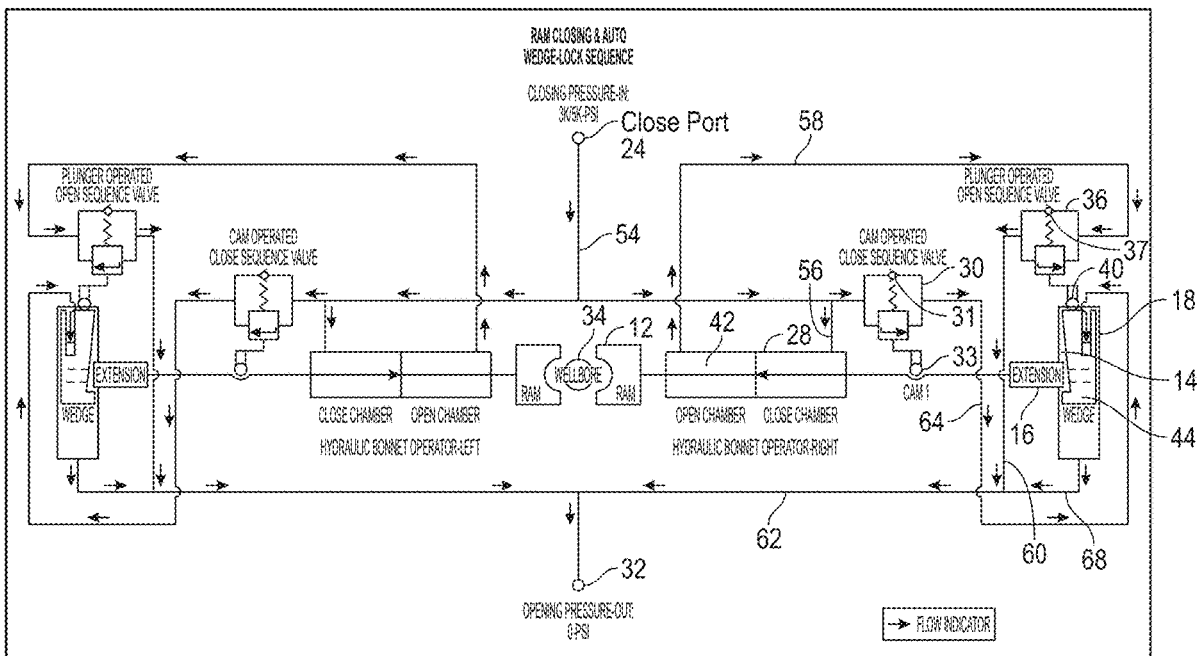 RAM CLOSING & AUTO
WEDGE-LOCK SEQUENCE
CLOSING PRESSURE-IN:
3K/5K-PSI
Close Port
24
58
PLUNGER OPERATED
OPEN SEQUENCE VALVE
PLUNGER OPERATED
OPEN SEQUENCE VALVE
36
37
54
CAM OPERATED
CLOSE SEQUENCE VALVE
CAM OPERATED
CLOSE SEQUENCE VALVE
56
30
31
40
18
34
12
42
28
33
14
EXTENSION
WEDGE
RAM
WELLBORE
RAM
CAM 1
EXTENSION
WEDGE
CLOSE CHAMBER
OPEN CHAMBER
OPEN CHAMBER
CLOSE CHAMBER
64
16
44
HYDRAULIC BONNET OPERATOR-LEFT
HYDRAULIC BONNET OPERATOR-RIGHT
62
60
68
32
OPENING PRESSURE-OUT:
0-PSI
FLOW INDICATOR